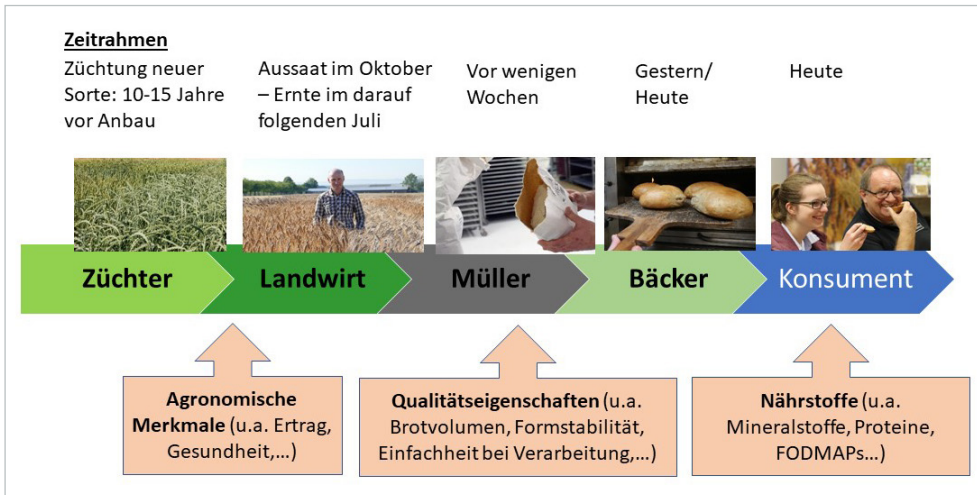 Zeitrahmen
Züchtung neuer
Sorte: 10-15 Jahre
vor Anbau
Aussaat im Oktober
– Ernte im darauf
folgenden Juli
Vor wenigen
Wochen
Gestern/
Heute
Heute
Züchter
Landwirt
Müller
Bäcker
Konsument
Agronomische
Merkmale (u.a. Ertrag,
Gesundheit,...)
Qualitätseigenschaften (u.a.
Brotvolumen, Formstabilität,
Einfachheit bei Verarbeitung,...)
Nährstoffe (u.a.
Mineralstoffe, Proteine,
FODMAPs...)